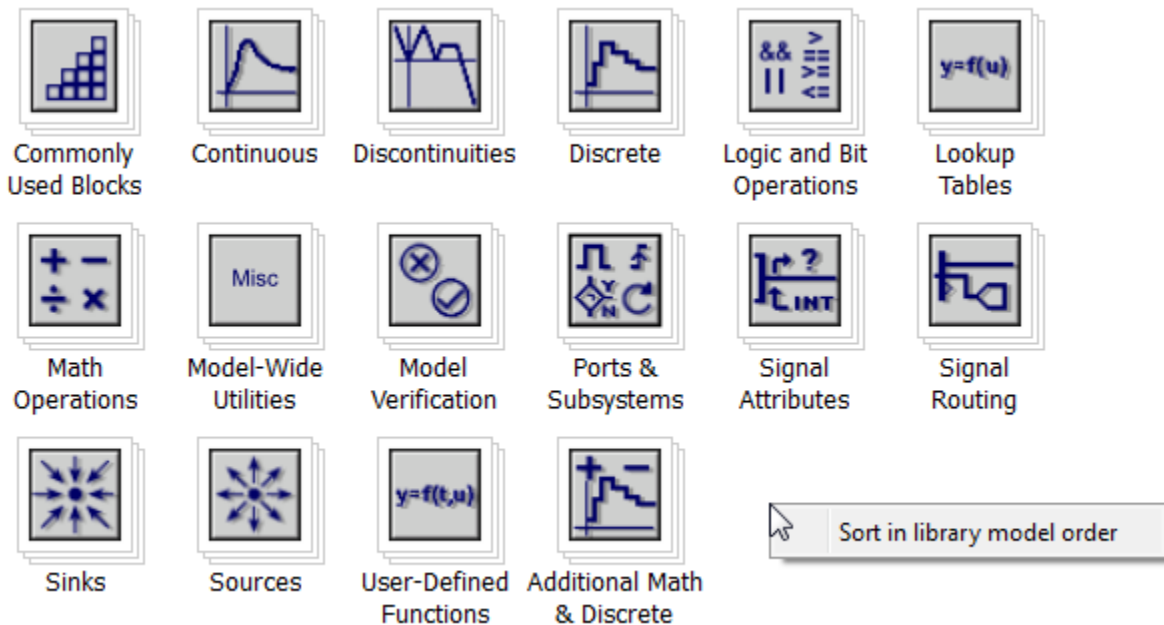 && > == >= <=
||
y=f(u)
Commonly
Used Blocks
Continuous
Discontinuities
Discrete
Logic and Bit
Operations
Lookup
Tables
+ −
÷ ×
Misc
Y
N
?
INT
Math
Operations
Model-Wide
Utilities
Model
Verification
Ports &
Subsystems
Signal
Attributes
Signal
Routing
y=f(t,u)
+ −
Sinks
Sources
User-Defined
Functions
Additional Math
& Discrete
Sort in library model order